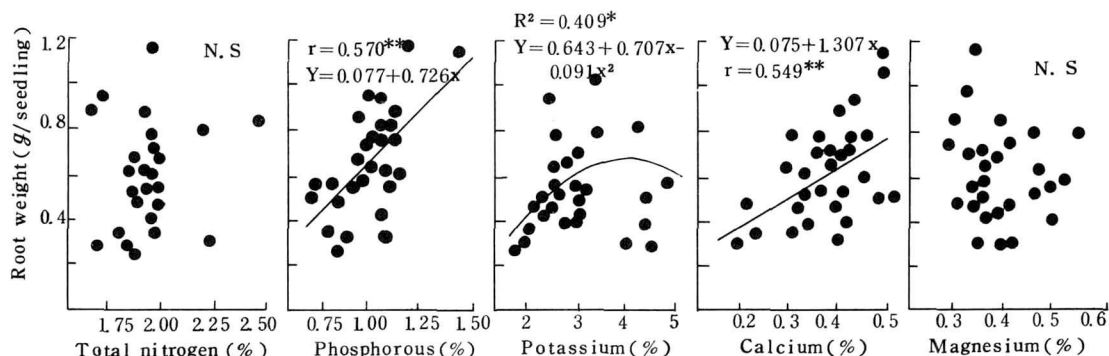 Root weight (g/seedling)
1.2
0.8
0.4
N.S
1.75 2.00 2.25 2.50
Total nitrogen (%)
r=0.570**
Y=0.077+0.726x
0.75 1.00 1.25 1.50
Phosphorous (%)
R²=0.409*
Y=0.643+0.707x-
0.091x²
2 3 4 5
Potassium (%)
Y=0.075+1.307x
r=0.549**
0.2 0.3 0.4 0.5
Calcium (%)
N.S
0.3 0.4 0.5 0.6
Magnesium (%)